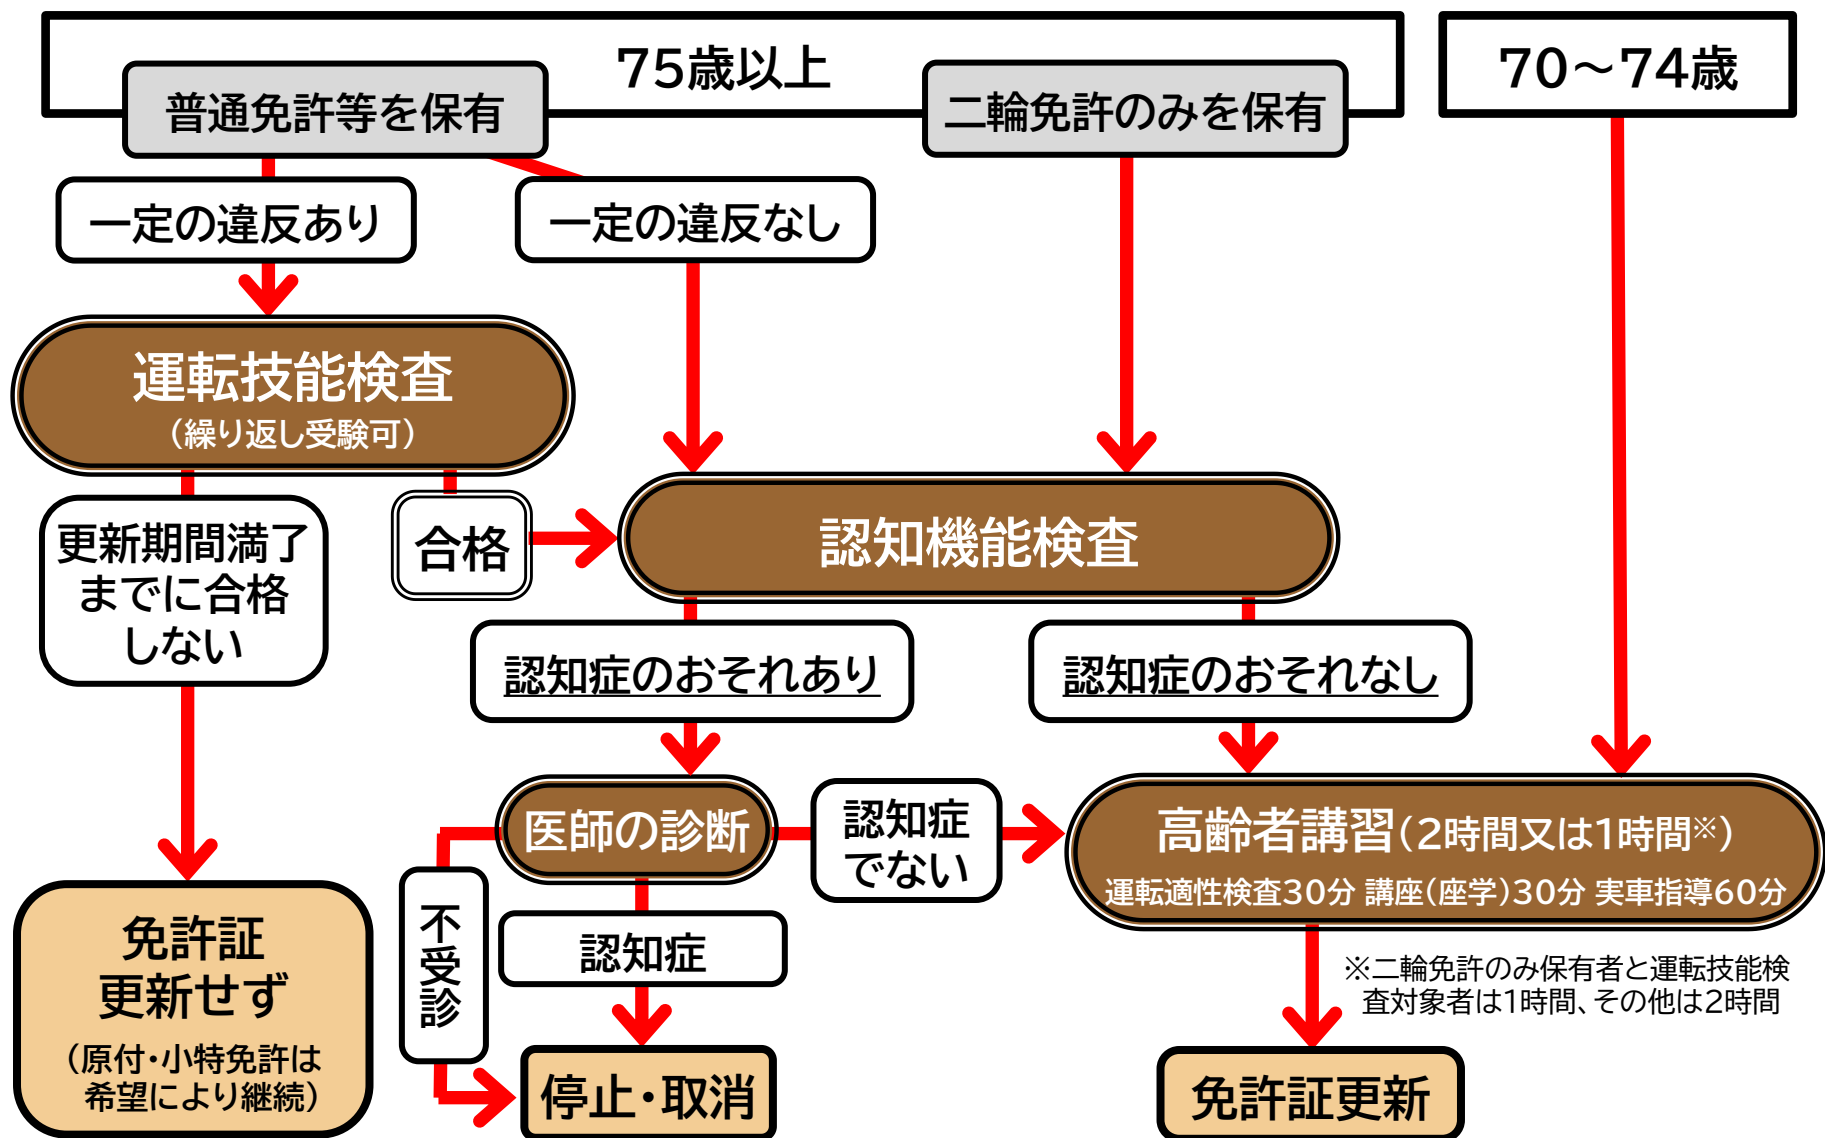 75歳以上
70～74歳
普通免許等を保有
二輪免許のみを保有
一定の違反あり
一定の違反なし
運転技能検査
（繰り返し受験可）
更新期間満了
までに合格
しない
合格
認知機能検査
認知症のおそれあり
認知症のおそれなし
医師の診断
認知症
でない
高齢者講習（2時間又は1時間※）
運転適性検査30分 講座（座学）30分 実車指導60分
不受診
認知症
※二輪免許のみ保有者と運転技能検
査対象者は1時間、その他は2時間
免許証
更新せず
（原付・小特免許は
希望により継続）
停止・取消
免許証更新